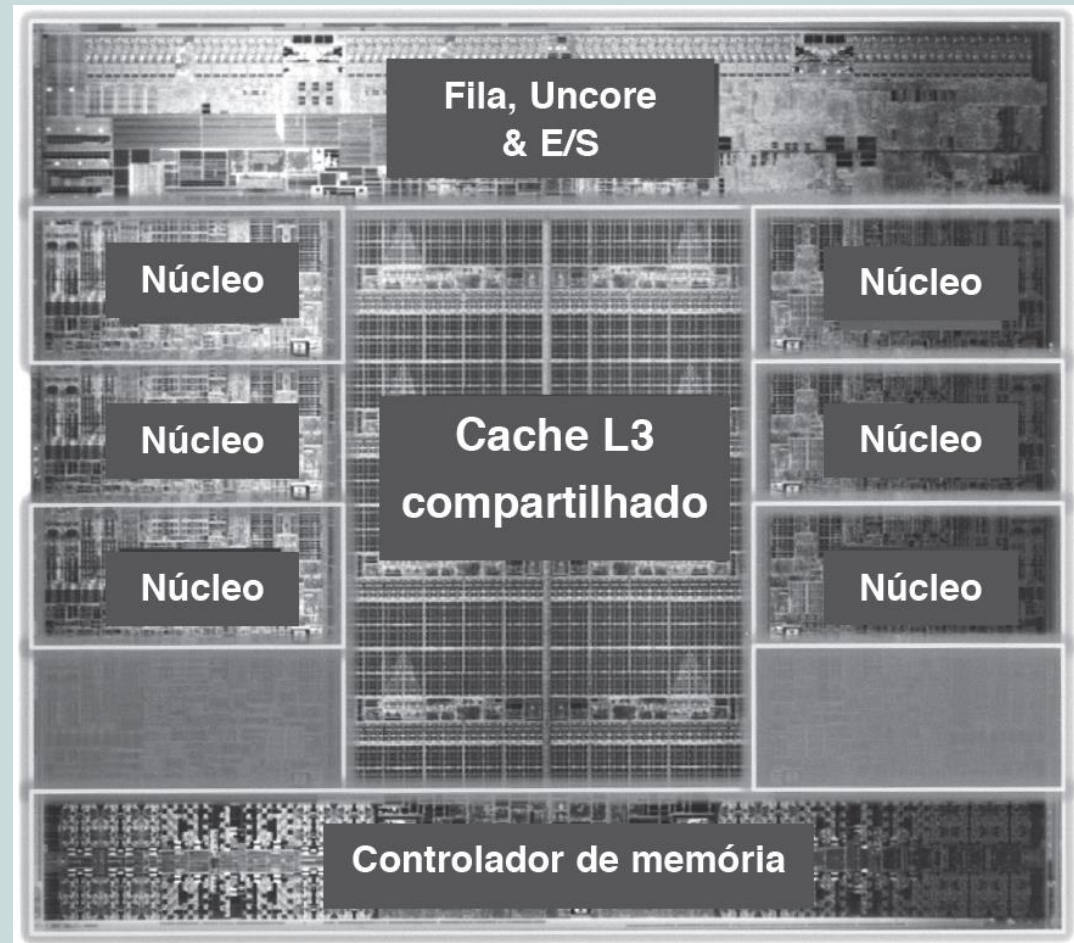 Fila, Uncore
& E/S
Núcleo
Núcleo
Núcleo
Cache L3
compartilhado
Núcleo
Núcleo
Núcleo
Controlador de memória